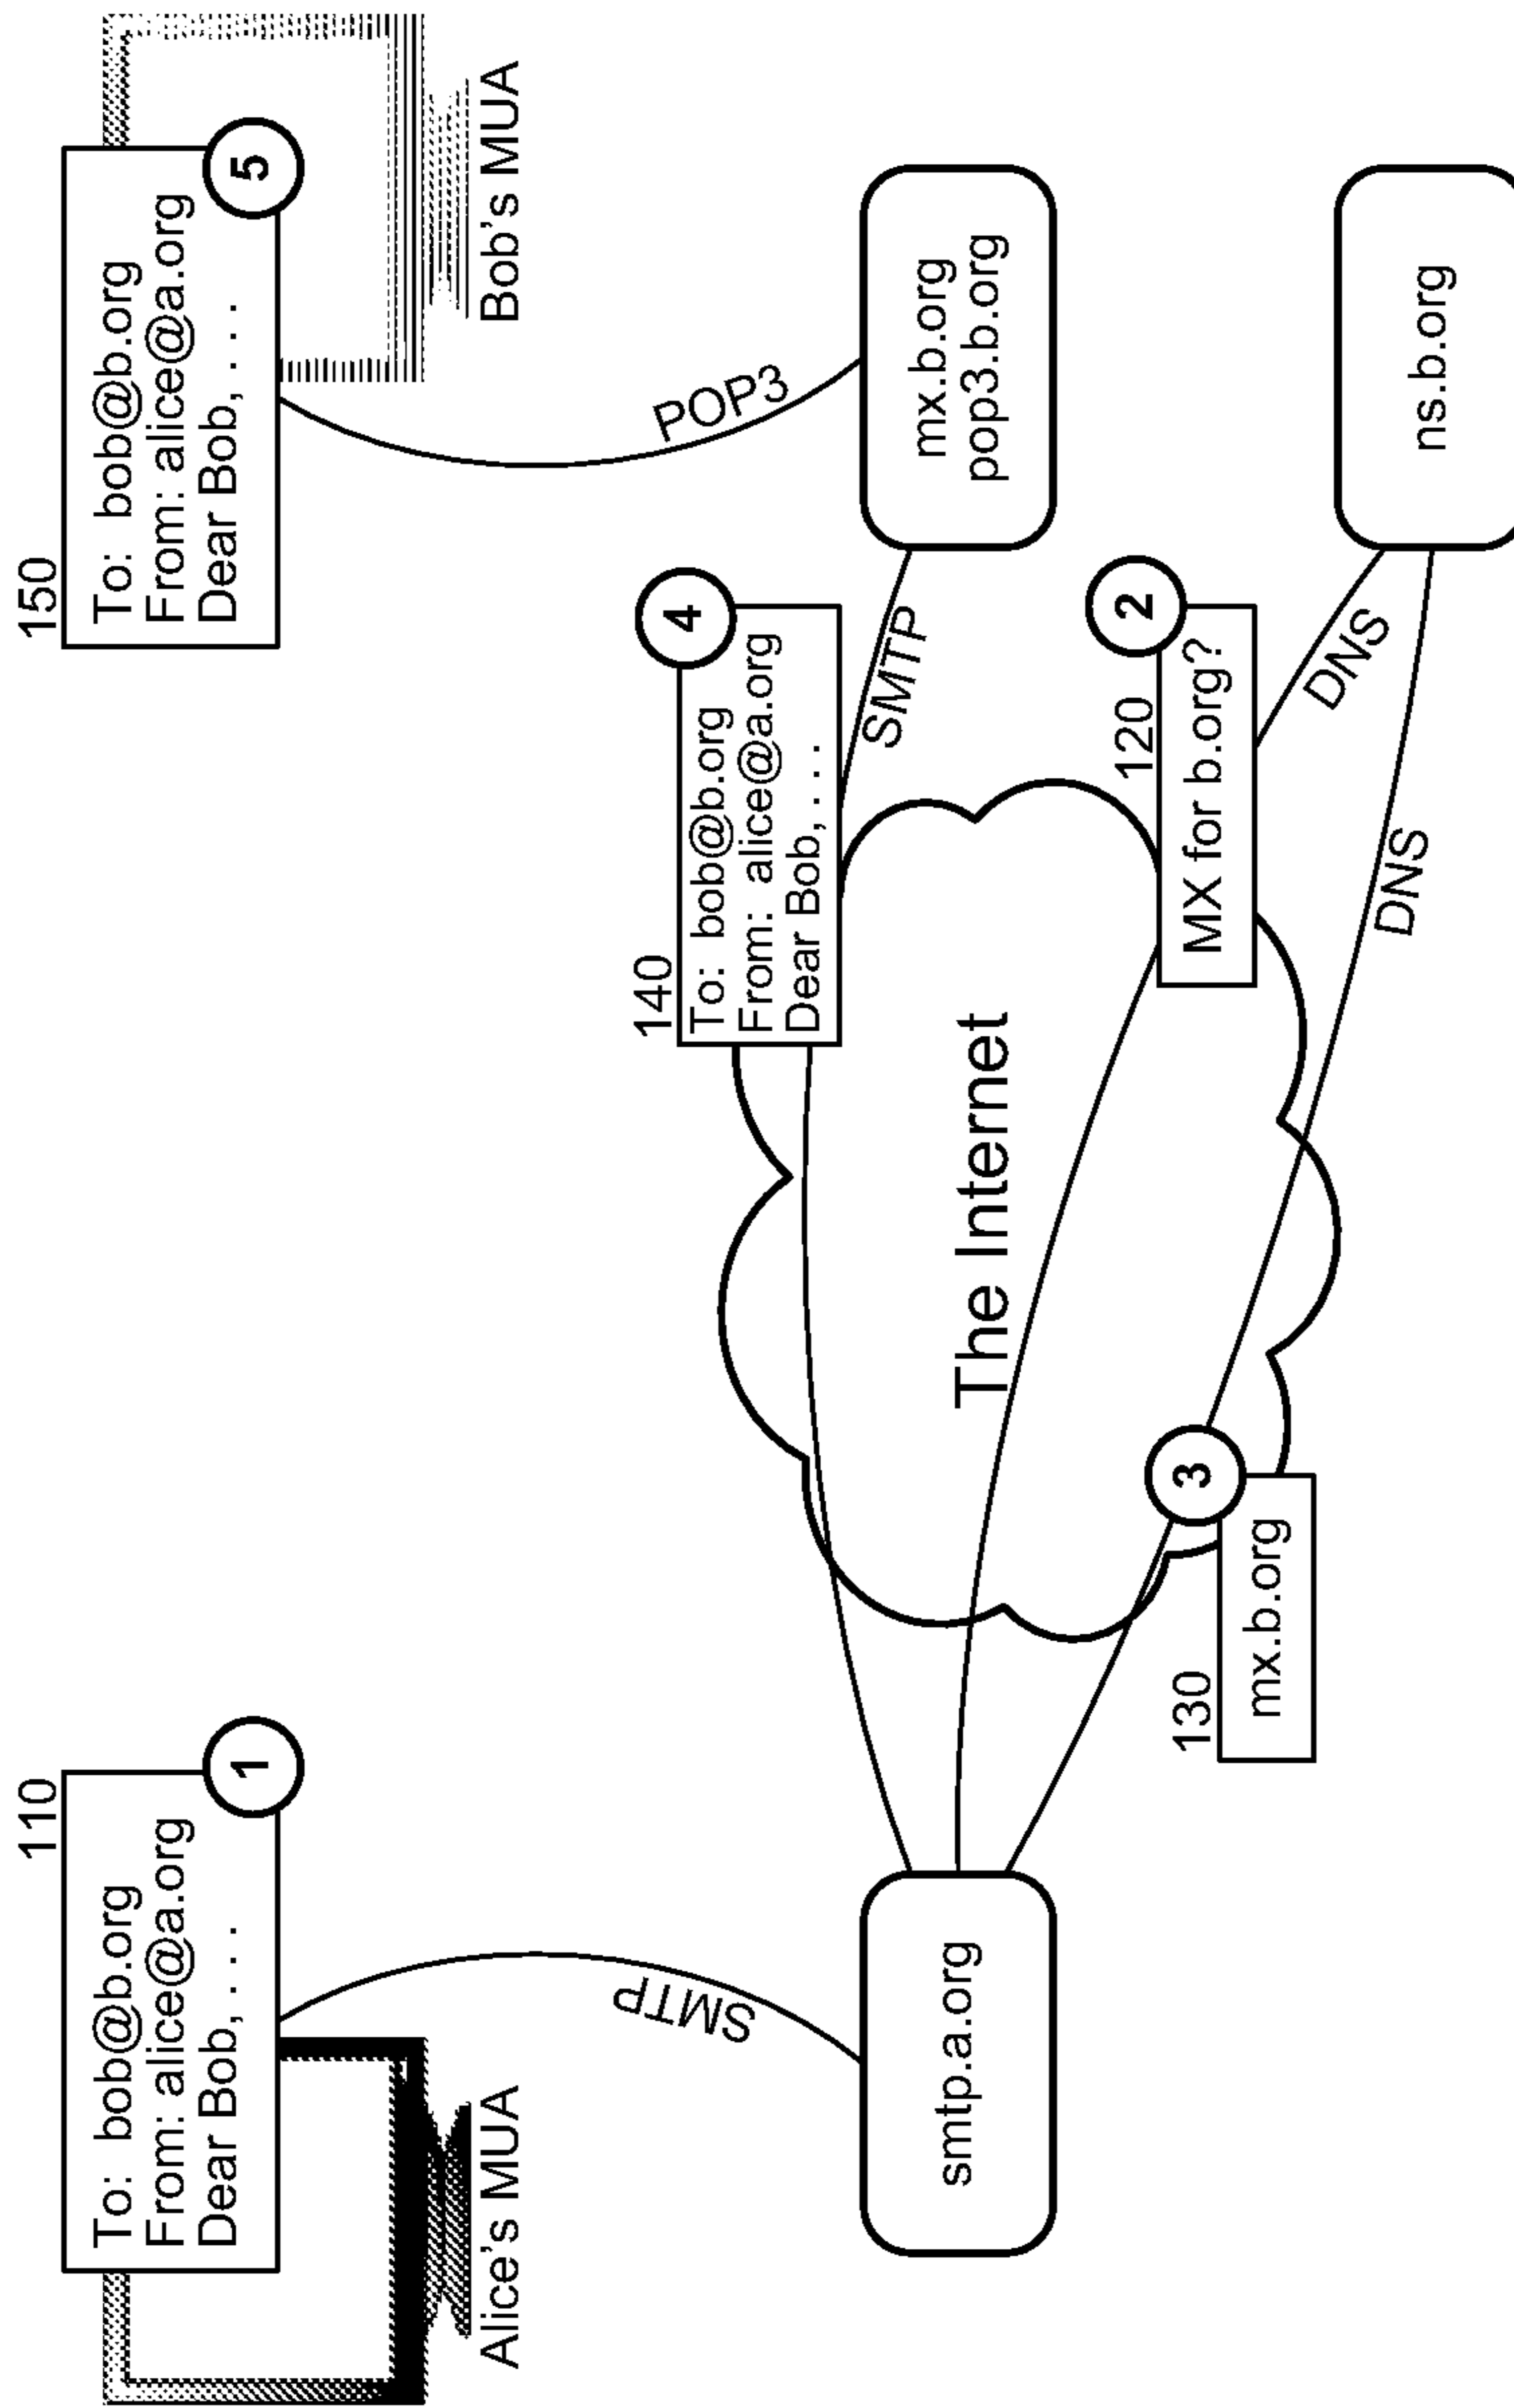 110
To: bob@b.org
From: alice@a.org
Dear Bob, . . .
1
Alice's MUA
150
To: bob@b.org
From: alice@a.org
Dear Bob, . . .
5
Bob's MUA
SMTP
POP3
140
To: bob@b.org
From: alice@a.org
Dear Bob, . . .
4
SMTP
smtp.a.org
The Internet
mx.b.org
pop3.b.org
120
MX for b.org?
2
DNS
130
mx.b.org
3
DNS
ns.b.org